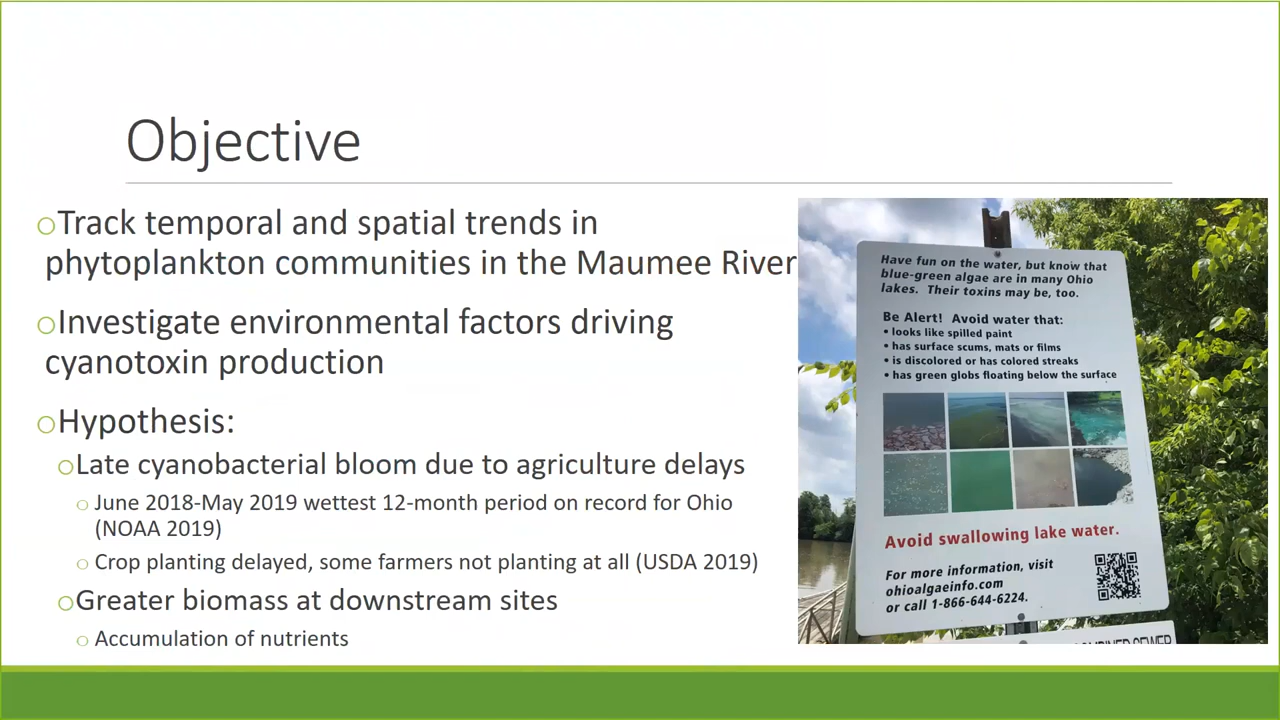 Objective
Track temporal and spatial trends in
phytoplankton communities in the Maumee River
Investigate environmental factors driving
cyanotoxin production
Hypothesis:
Late cyanobacterial bloom due to agriculture delays
June 2018-May 2019 wettest 12-month period on record for Ohio
(NOAA 2019)
Crop planting delayed, some farmers not planting at all (USDA 2019)
Greater biomass at downstream sites
Accumulation of nutrients
Have fun on the water, but know that
blue-green algae are in many Ohio
lakes. Their toxins may be, too.
Be Alert! Avoid water that:
• looks like spilled paint
• has surface scums, mats or films
• is discolored or has colored streaks
• has green globs floating below the surface
Avoid swallowing lake water.
For more information, visit
ohioalgaeinfo.com
or call 1-866-644-6224.
SEWER